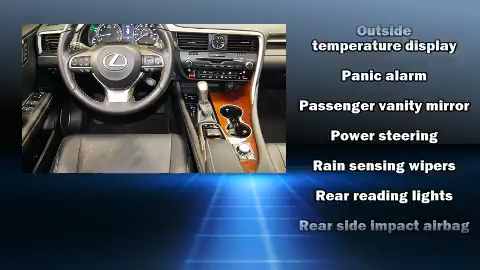 Outside
temperature display
Panic alarm
Passenger vanity mirror
Power steering
Rain sensing wipers
Rear reading lights
Rear side impact airbag